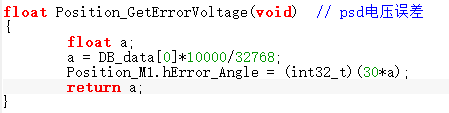 float Position_GetErrorVoltage(void)  // psd电压误差
{
        float a;
        a = DB_data[0]*10000/32768;
        Position_M1.hError_Angle = (int32_t)(30*a);
        return a;
}